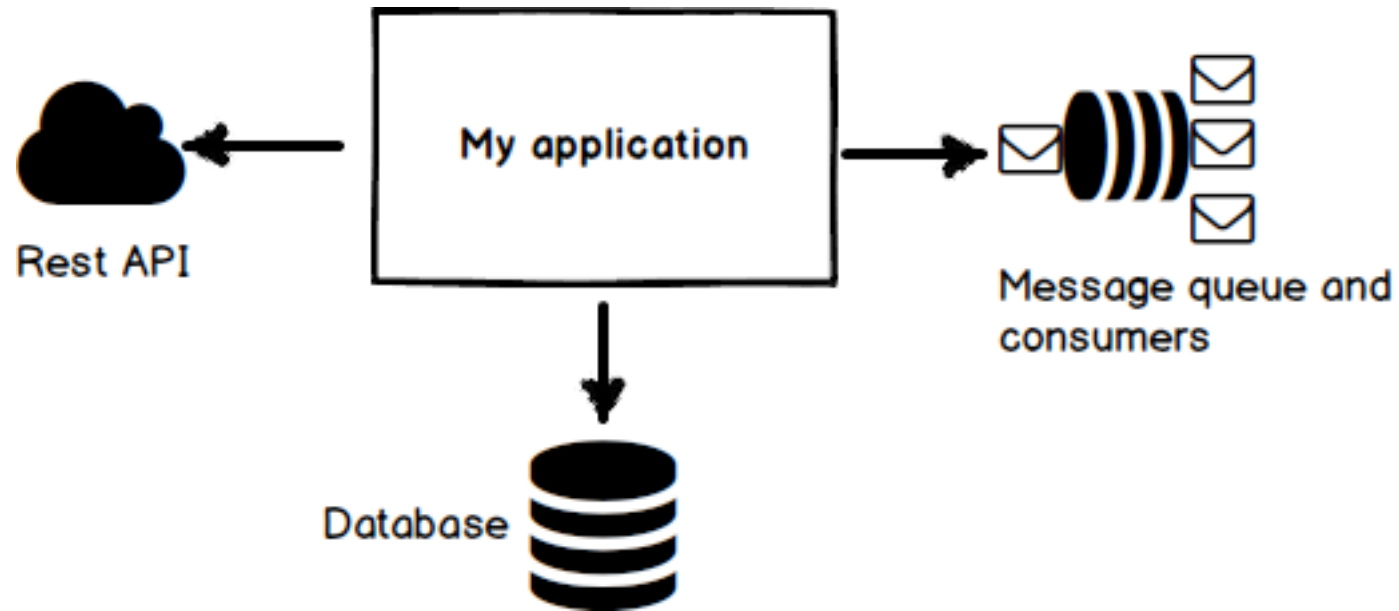 My application
Rest API
Message queue and
consumers
Database